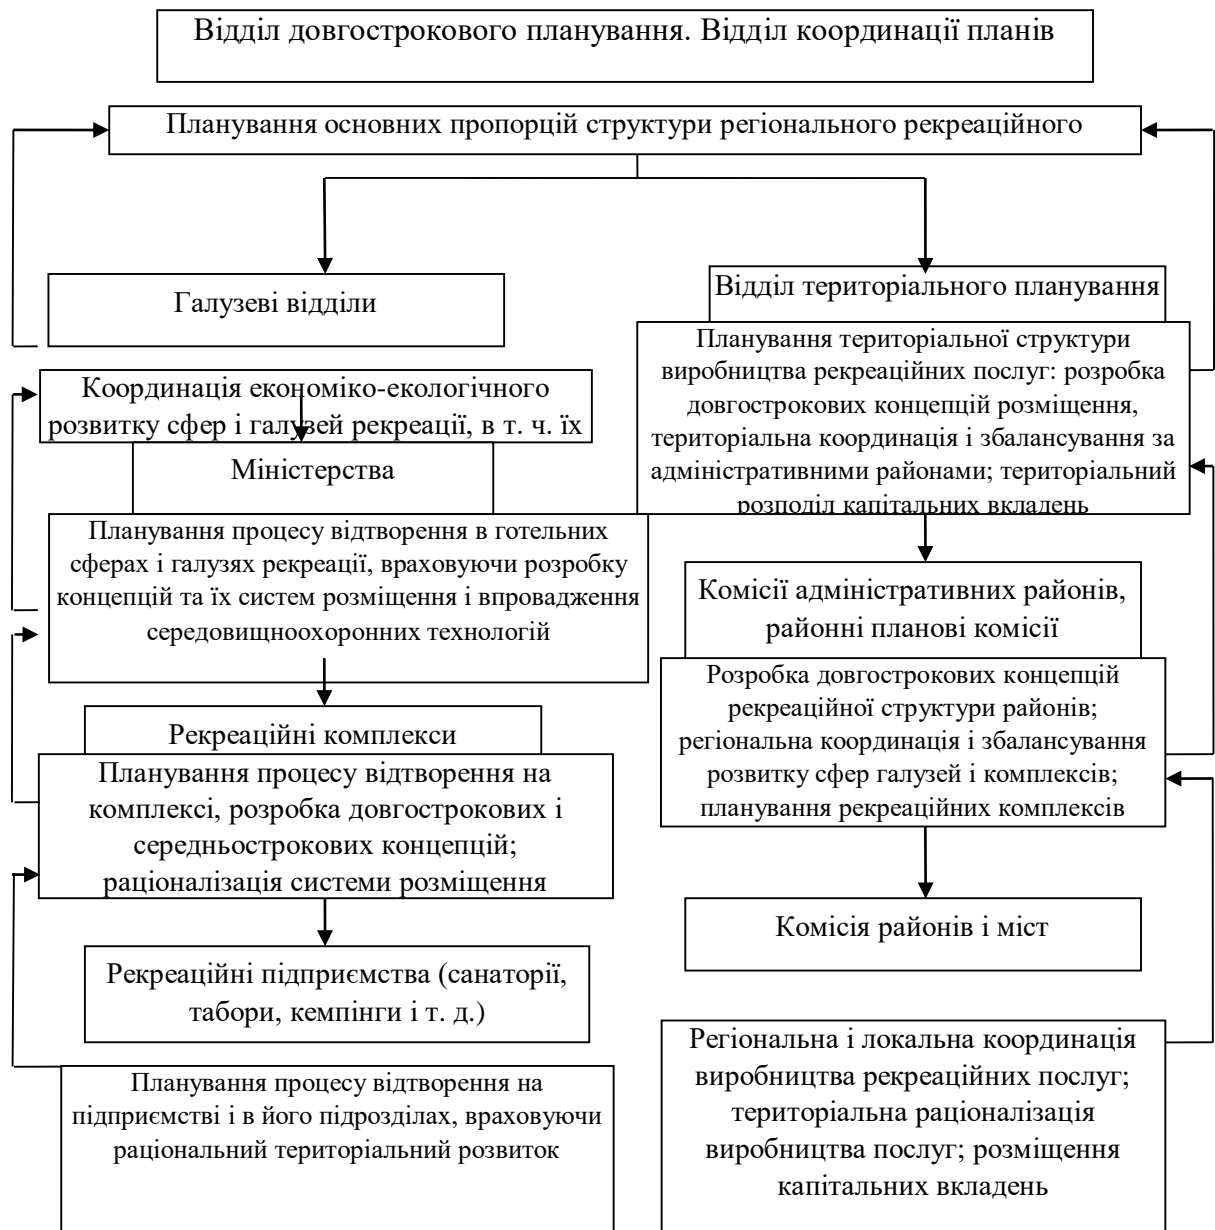 Відділ довгострокового планування. Відділ координації планів
Планування основних пропорцій структури регіонального рекреаційного
Галузеві відділи
Координація економіко-екологічного
розвитку сфер і галузей рекреації, в т. ч. їх
Міністерства
Планування процесу відтворення в готельних
сферах і галузях рекреації, враховуючи розробку
концепцій та їх систем розміщення і впровадження
середовищноохоронних технологій
Рекреаційні комплекси
Планування процесу відтворення на
комплексі, розробка довгострокових і
середньострокових концепцій;
раціоналізація системи розміщення
Рекреаційні підприємства (санаторії,
табори, кемпінги і т. д.)
Планування процесу відтворення на
підприємстві і в його підрозділах, враховуючи
раціональний територіальний розвиток
Відділ територіального планування
Планування територіальної структури
виробництва рекреаційних послуг: розробка
довгострокових концепцій розміщення,
територіальна координація і збалансування за
адміністративними районами; територіальний
розподіл капітальних вкладень
Комісії адміністративних районів,
районні планові комісії
Розробка довгострокових концепцій
рекреаційної структури районів;
регіональна координація і збалансування
розвитку сфер галузей і комплексів;
планування рекреаційних комплексів
Комісія районів і міст
Регіональна і локальна координація
виробництва рекреаційних послуг;
територіальна раціоналізація
виробництва послуг; розміщення
капітальних вкладень